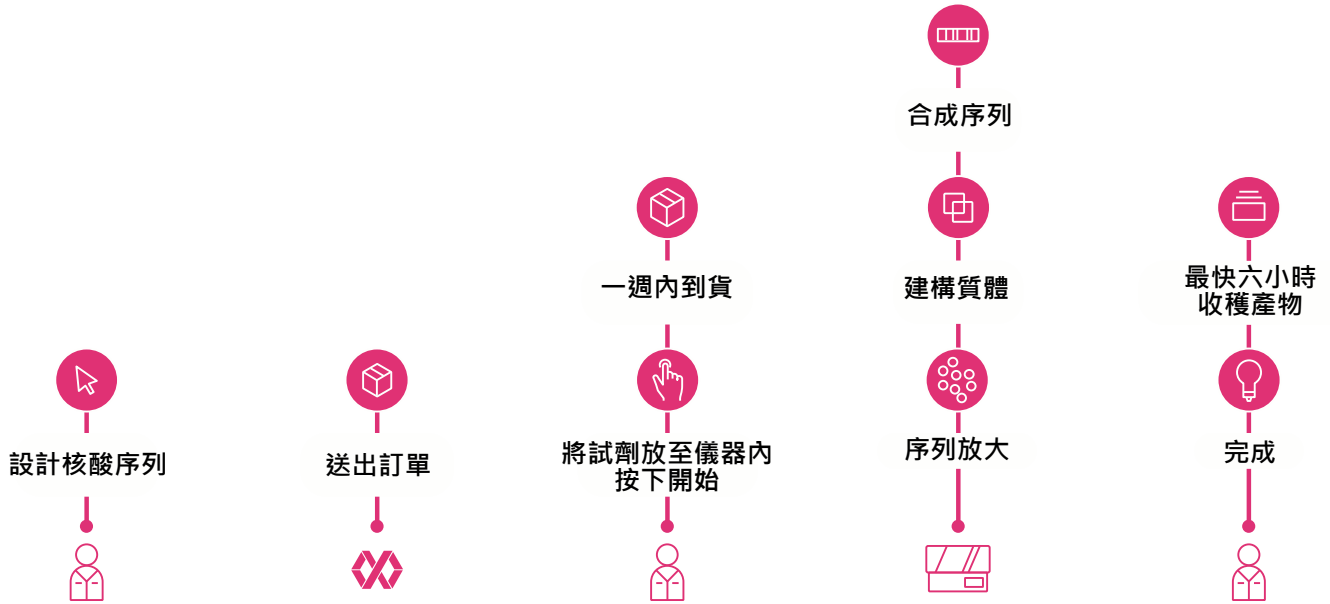 設計核酸序列
送出訂單
一週內到貨
將試劑放至儀器內
按下開始
合成序列
建構質體
序列放大
最快六小時
收穫產物
完成